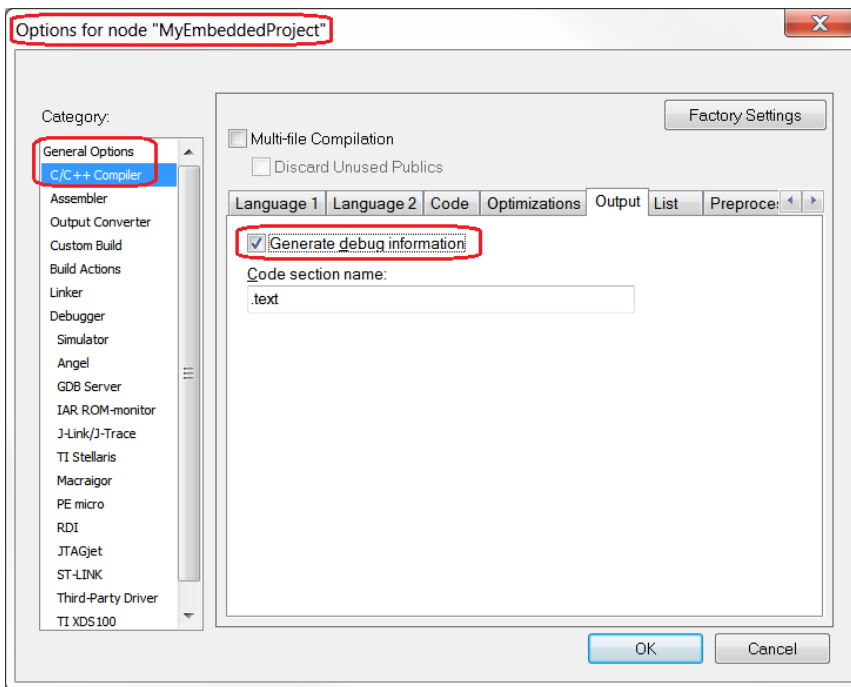 Options for node "MyEmbeddedProject"
X
Category:
Factory Settings
Multi-file Compilation
Discard Unused Publics
General Options
C/C++ Compiler
Assembler
Output Converter
Custom Build
Build Actions
Linker
Debugger
Simulator
Angel
GDB Server
IAR ROM-monitor
J-Link/J-Trace
TI Stellaris
Macraigor
PE micro
RDI
JTAGjet
ST-LINK
Third-Party Driver
TI XDS100
Language 1 Language 2 Code Optimizations Output List Preproce
Generate debug information
Code section name:
.text
OK Cancel